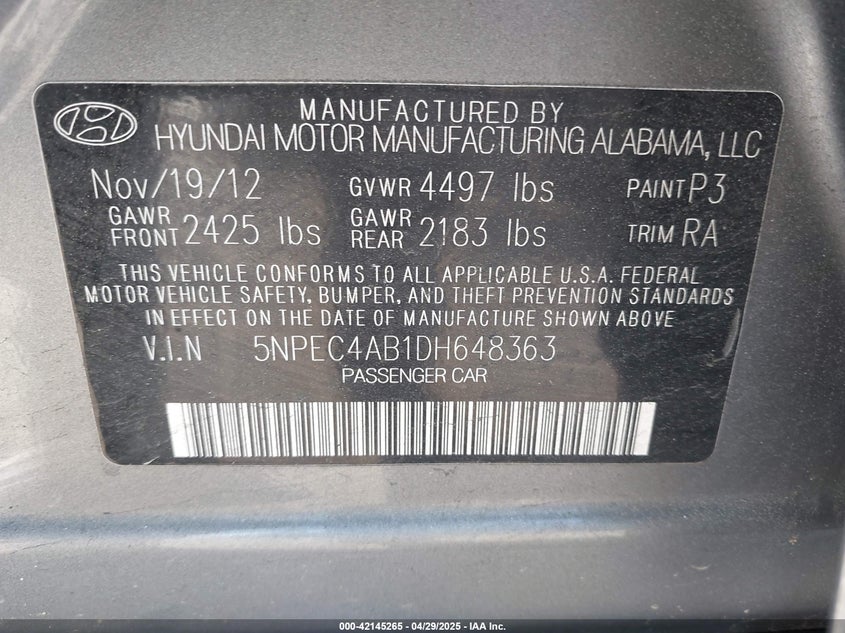 MANUFACTURED BY
HYUNDAI MOTOR MANUFACTURING ALABAMA, LLC
Nov/19/12 GVWR 4497 lbs PAINT P3
GAWR FRONT 2425 lbs GAWR REAR 2183 lbs TRIM RA
THIS VEHICLE CONFORMS TO ALL APPLICABLE U.S.A. FEDERAL
MOTOR VEHICLE SAFETY, BUMPER, AND THEFT PREVENTION STANDARDS
IN EFFECT ON THE DATE OF MANUFACTURE SHOWN ABOVE
V.I.N 5NPEC4AB1DH648363
PASSENGER CAR
000-42145265 - 04/29/2025 - IAA Inc.